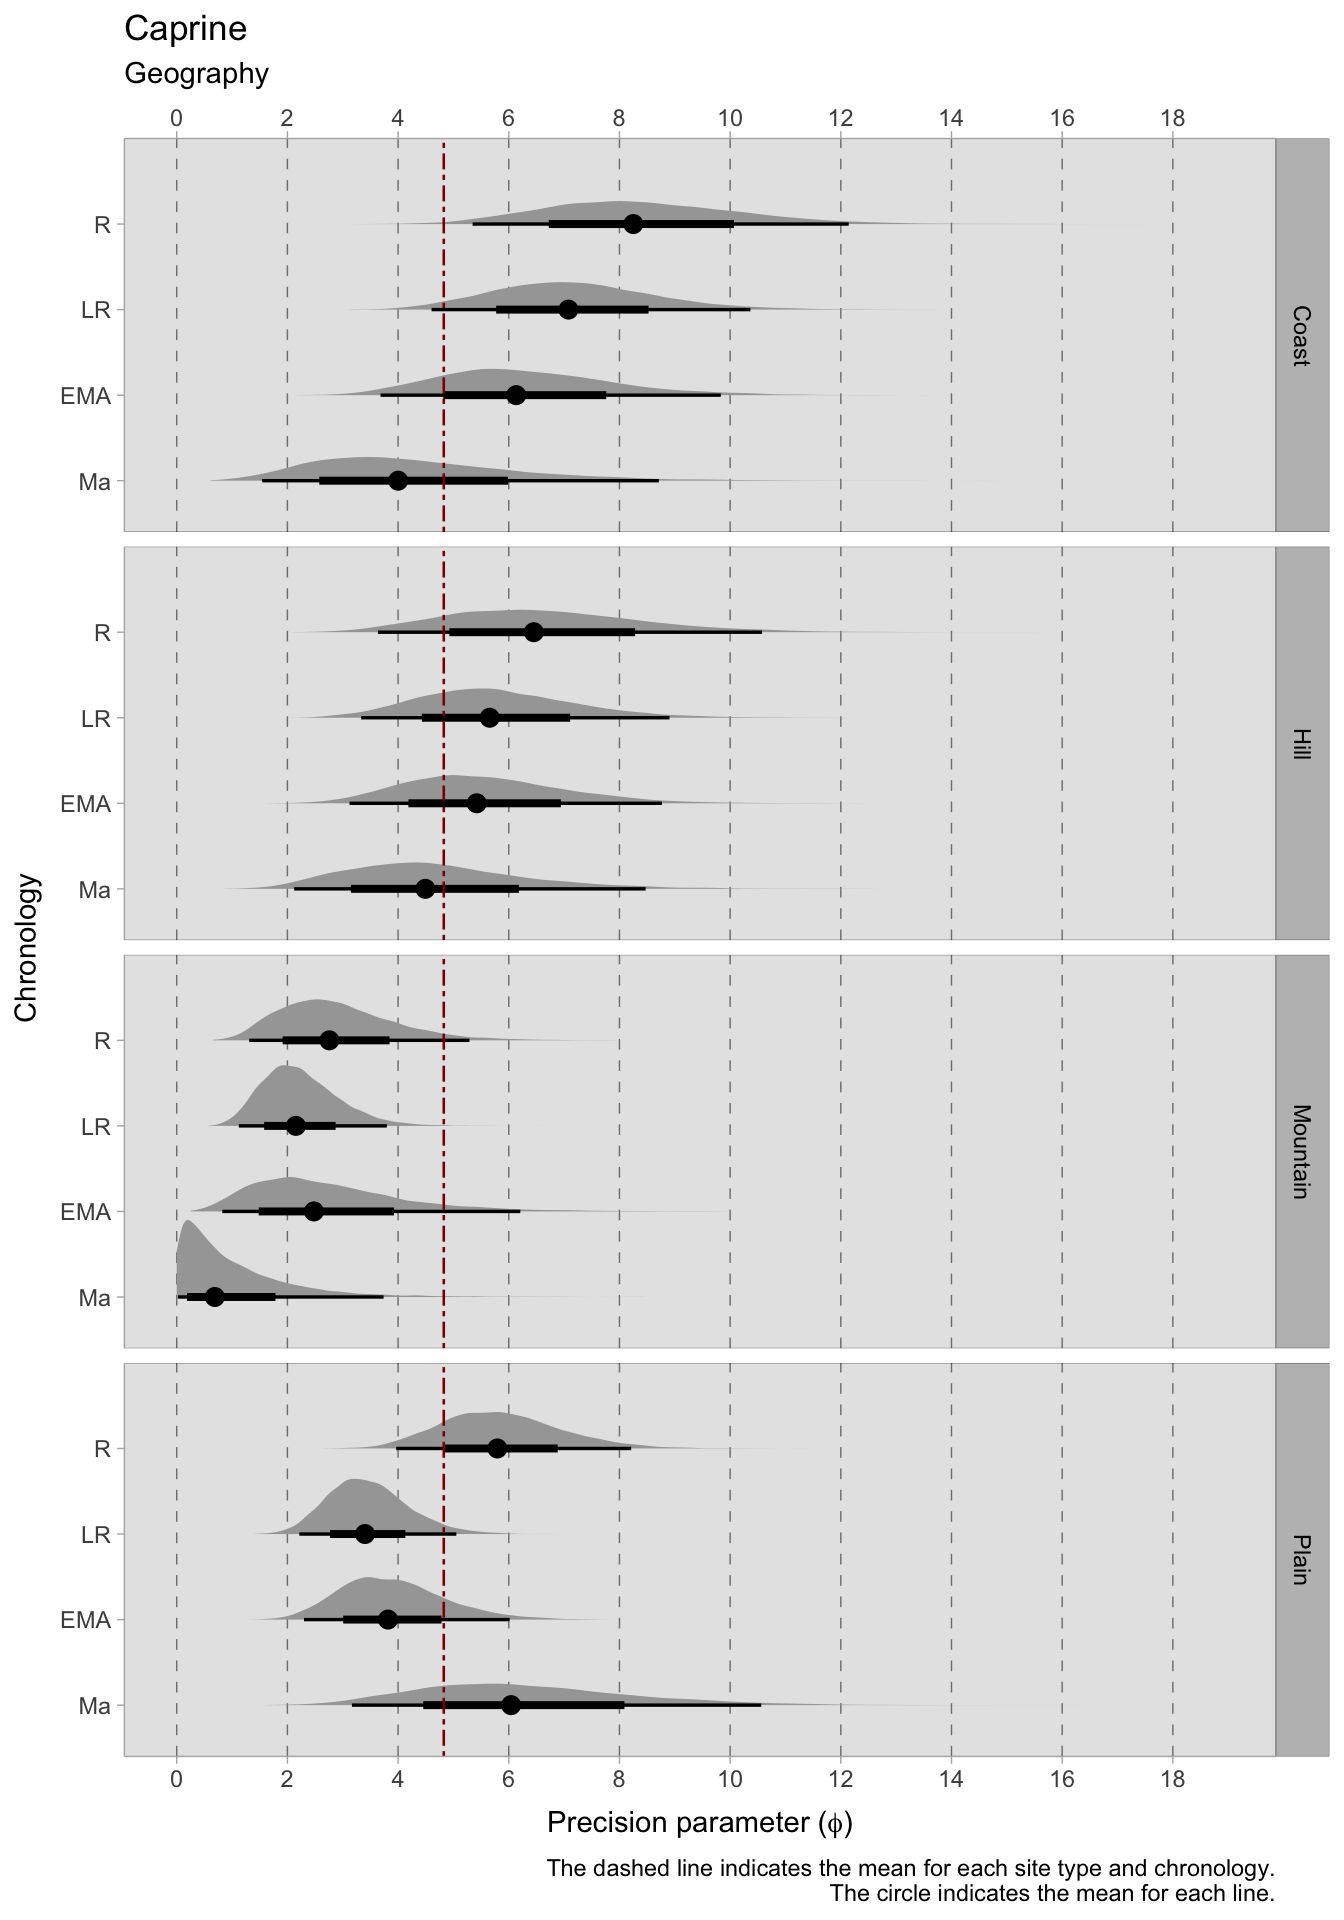 Caprine
Geography
0 2 4 6 8 10 12 14 16 18
R
LR
EMA
Ma
Coast
R
LR
EMA
Ma
Hill
Chronology
R
LR
EMA
Ma
Mountain
R
LR
EMA
Ma
Plain
0 2 4 6 8 10 12 14 16 18
Precision parameter (ϕ)
The dashed line indicates the mean for each site type and chronology.
The circle indicates the mean for each line.